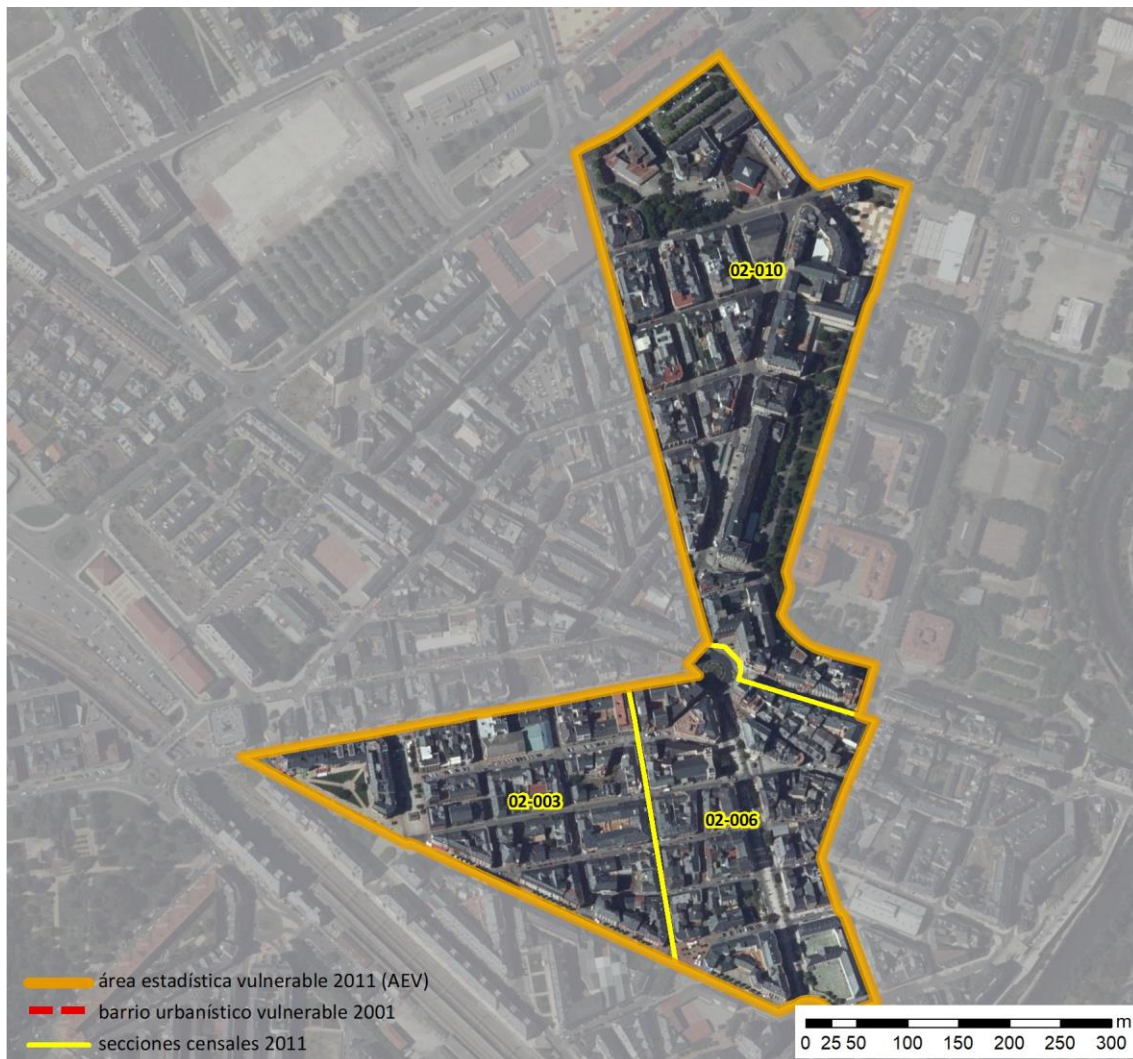 02-010
02-003
02-006
área estadística vulnerable 2011 (AEV)
barrio urbanístico vulnerable 2001
secciones censales 2011
m
0 25 50 100 150 200 250 300